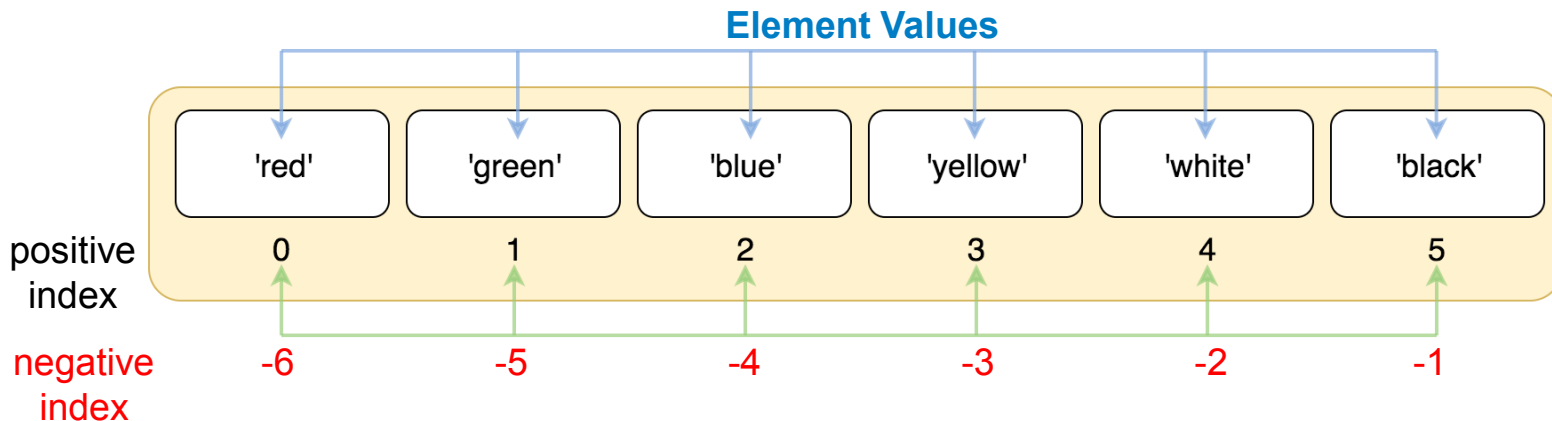 Element Values
'red' 'green' 'blue' 'yellow' 'white' 'black'
positive
index
0 1 2 3 4 5
negative
index
-6 -5 -4 -3 -2 -1